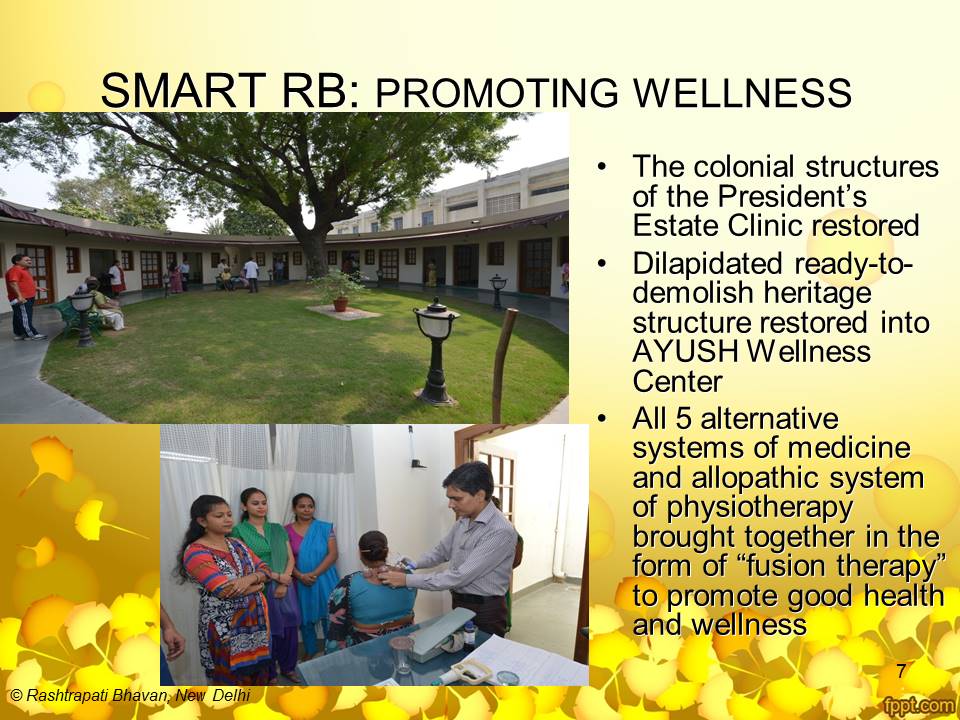 SMART RB: PROMOTING WELLNESS
• The colonial structures
of the President’s
Estate Clinic restored
• Dilapidated ready-to-
demolish heritage
structure restored into
AYUSH Wellness
Center
• All 5 alternative
systems of medicine
and allopathic system
of physiotherapy
brought together in the
form of “fusion therapy”
to promote good health
and wellness
7
© Rashtrapati Bhavan, New Delhi
fppt.com